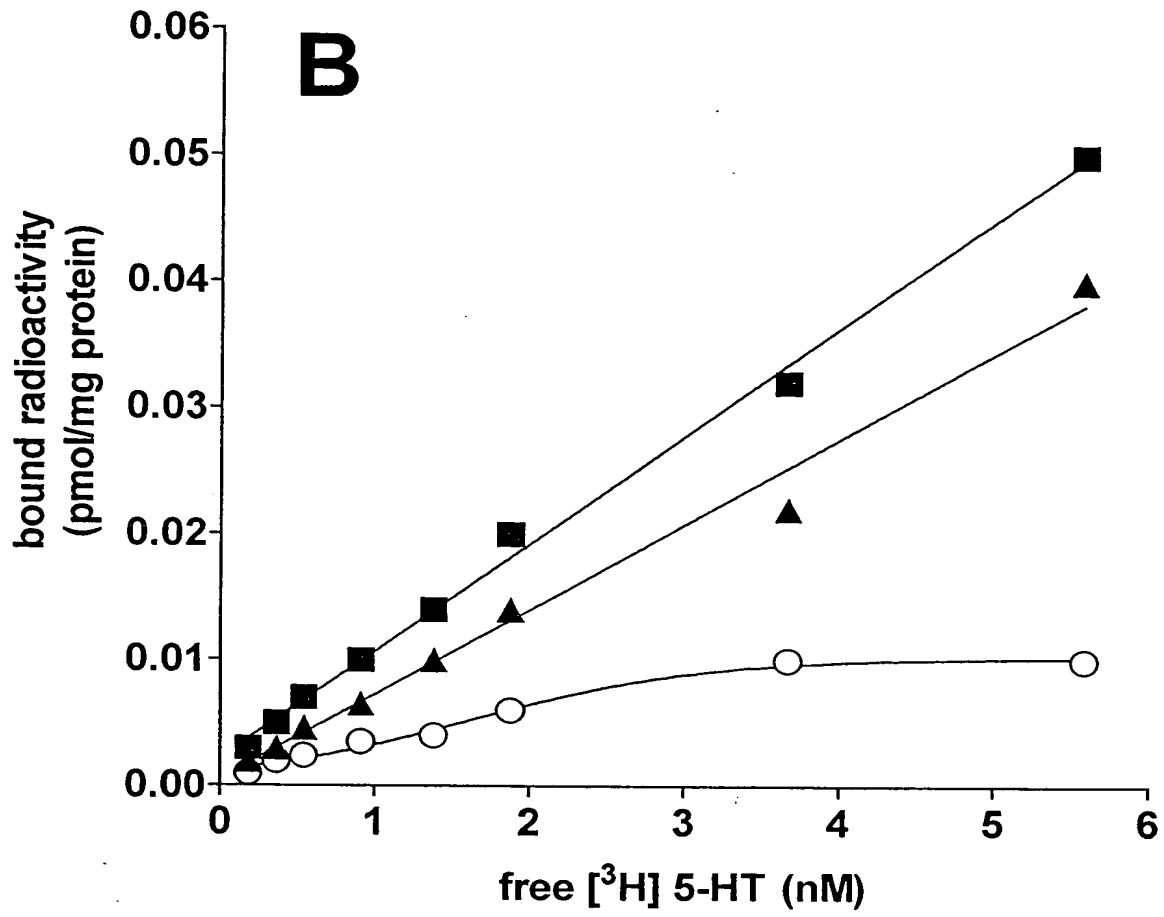 B
0.06
0.05
0.04
0.03
0.02
0.01
0.00
bound radioactivity
(pmol/mg protein)
0 1 2 3 4 5 6
free [³H] 5-HT (nM)